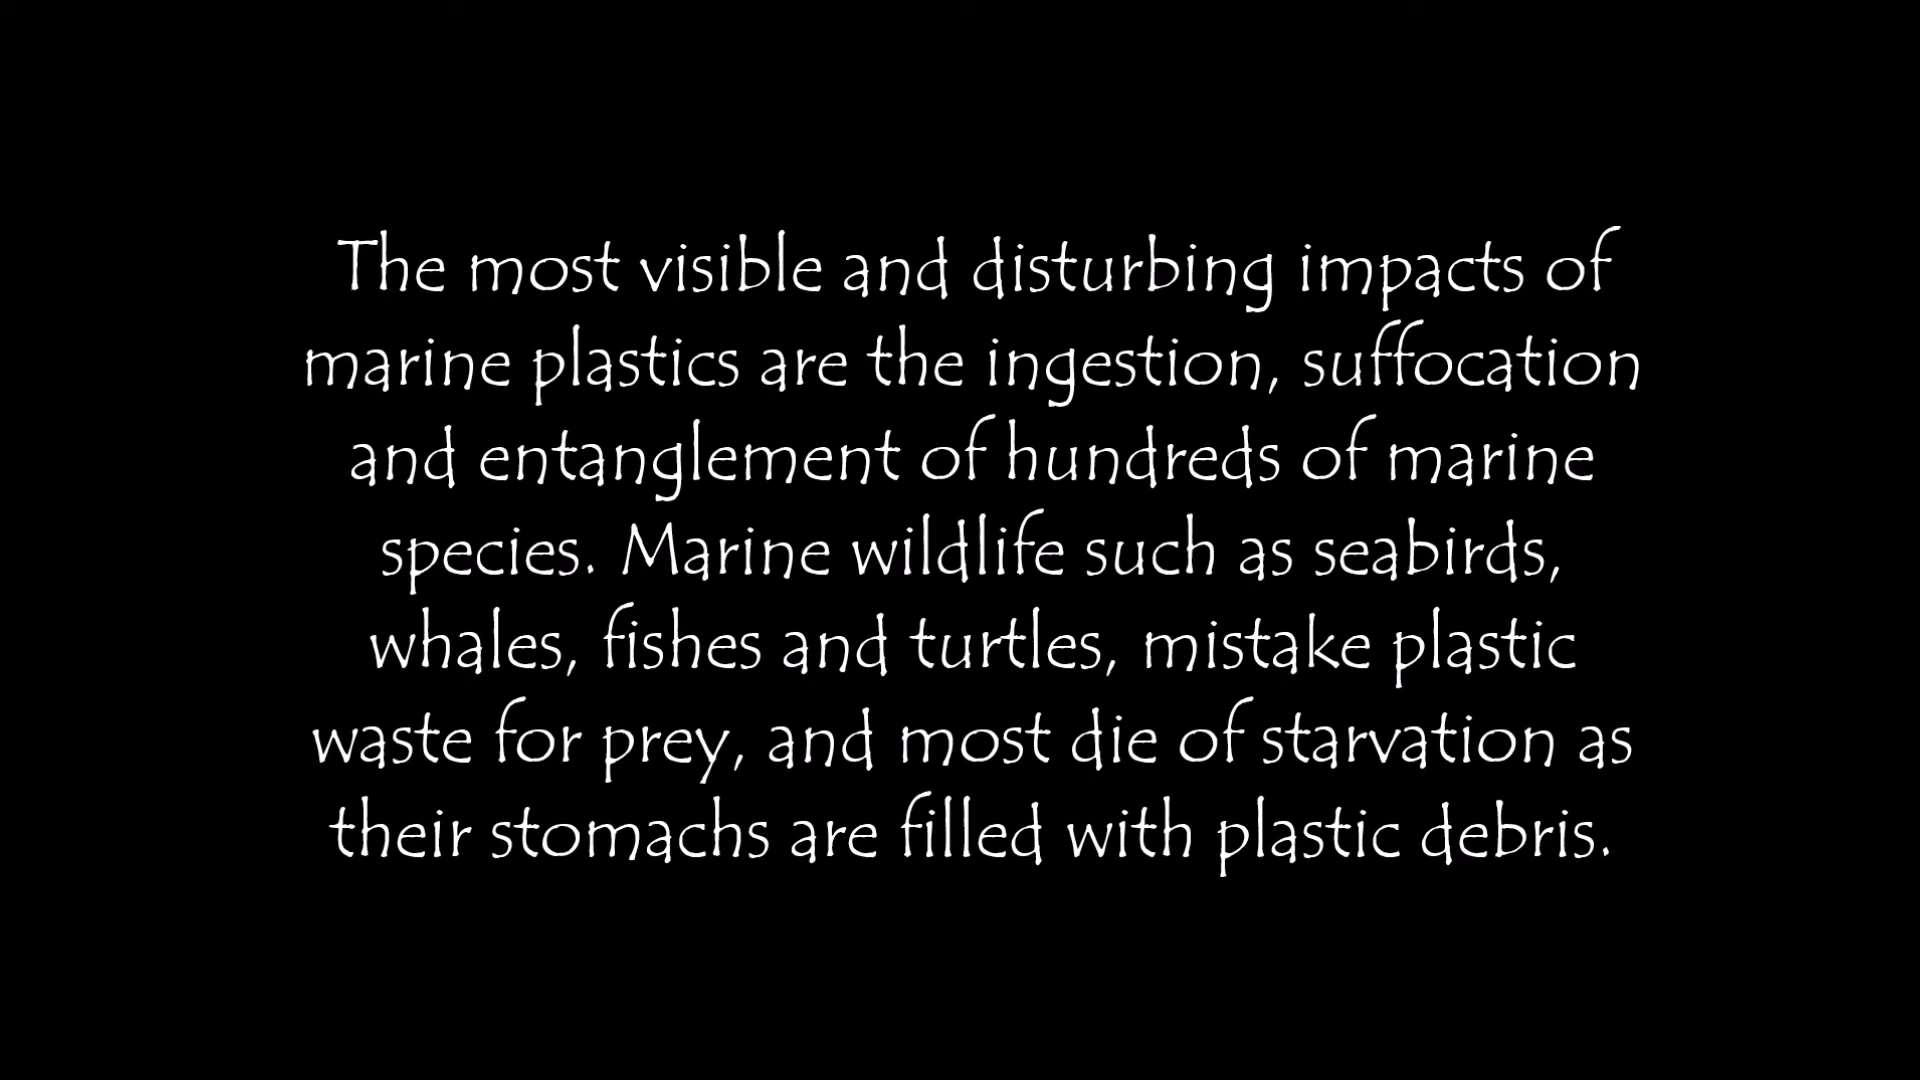 The most visible and disturbing impacts of
marine plastics are the ingestion, suffocation
and entanglement of hundreds of marine
species. Marine wildlife such as seabirds,
whales, fishes and turtles, mistake plastic
waste for prey, and most die of starvation as
their stomachs are filled with plastic debris.